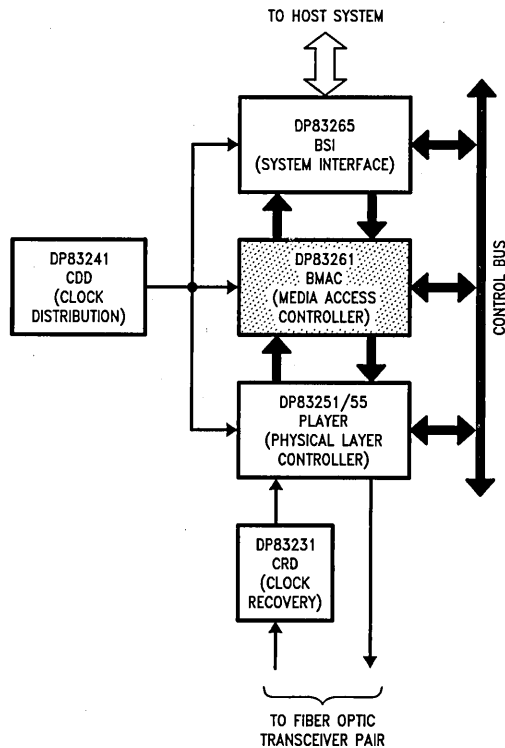 TO HOST SYSTEM
DP83265
BSI
(SYSTEM INTERFACE)
DP83241
CDD
(CLOCK
DISTRIBUTION)
DP83261
BMAC
(MEDIA ACCESS
CONTROLLER)
CONTROL BUS
DP83251/55
PLAYER
(PHYSICAL LAYER
CONTROLLER)
DP83231
CRD
(CLOCK
RECOVERY)
TO FIBER OPTIC
TRANSCEIVER PAIR